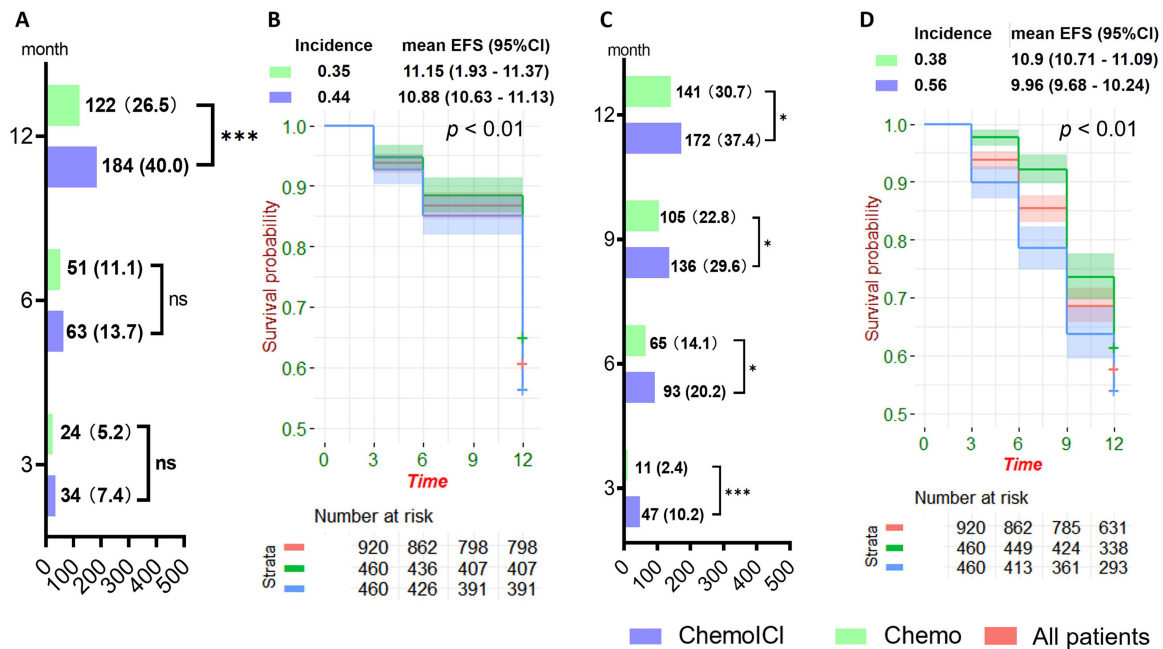 A
month
12
122（26.5)
184 (40.0)
***
6
51 (11.1)
63 (13.7)
ns
3
24（5.2)
34（7.4)
ns
0
100
200
300
400
500
B
Incidence mean EFS (95%CI)
0.35 11.15 (1.93 - 11.37)
0.44 10.88 (10.63 - 11.13)
p < 0.01
Survival probability
1.0
0.9
0.8
0.7
0.6
0.5
0 3 6 9 12
Time
Number at risk
Strata
920 862 798 798
460 436 407 407
460 426 391 391
C
month
12
141（30.7)
172 (37.4)
*
9
105 (22.8)
136 (29.6)
*
6
65（14.1)
93 (20.2)
*
3
11 (2.4)
47 (10.2)
***
0
100
200
300
400
500
D
Incidence mean EFS (95%CI)
0.38 10.9 (10.71 - 11.09)
0.56 9.96 (9.68 - 10.24)
p < 0.01
Survival probability
1.0
0.9
0.8
0.7
0.6
0.5
0 3 6 9 12
Time
Number at risk
Strata
920 862 785 631
460 449 424 338
460 413 361 293
ChemoICI Chemo All patients